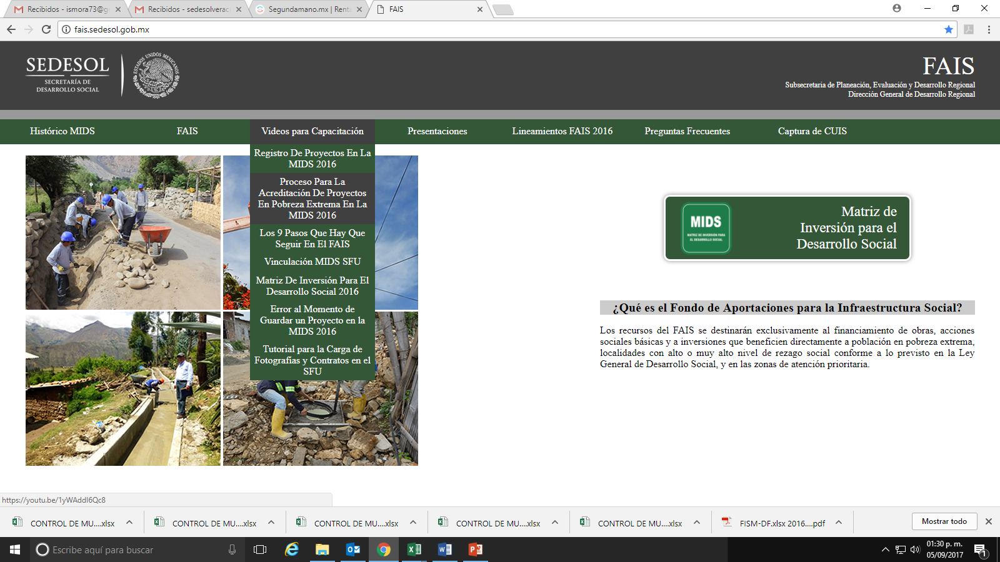 Recibidos - ismora73@g
Recibidos - sedesolverac
Segundamano.mx | Renta
FAIS
fais.sedesol.gob.mx
SEDESOL
SECRETARÍA DE
DESARROLLO SOCIAL
ESTADOS UNIDOS MEXICANOS
FAIS
Subsecretaria de Planeación, Evaluación y Desarrollo Regional
Dirección General de Desarrollo Regional
Histórico MIDS
FAIS
Videos para Capacitación
Presentaciones
Lineamientos FAIS 2016
Preguntas Frecuentes
Captura de CUIS
Registro De Proyectos En La
MIDS 2016
Proceso Para La
Acreditación De Proyectos
En Pobreza Extrema En La
MIDS 2016
Los 9 Pasos Que Hay Que
Seguir En El FAIS
Vinculación MIDS SFU
Matriz De Inversión Para El
Desarrollo Social 2016
Error al Momento de
Guardar un Proyecto en la
MIDS 2016
Tutorial para la Carga de
Fotografías y Contratos en el
SFU
MIDS
MATRIZ DE INVERSIÓN PARA
EL DESARROLLO SOCIAL
Matriz de
Inversión para el
Desarrollo Social
¿Qué es el Fondo de Aportaciones para la Infraestructura Social?
Los recursos del FAIS se destinarán exclusivamente al financiamiento de obras, acciones
sociales básicas y a inversiones que beneficien directamente a población en pobreza extrema,
localidades con alto o muy alto nivel de rezago social conforme a lo previsto en la Ley
General de Desarrollo Social, y en las zonas de atención prioritaria.
https://youtu.be/1yWAddI6Qc8
CONTROL DE MU....xlsx
CONTROL DE MU....xlsx
CONTROL DE MU....xlsx
CONTROL DE MU....xlsx
CONTROL DE MU....xlsx
FISM-DF.xlsx 2016....pdf
Mostrar todo
Escribe aquí para buscar
01:30 p. m.
05/09/2017
1